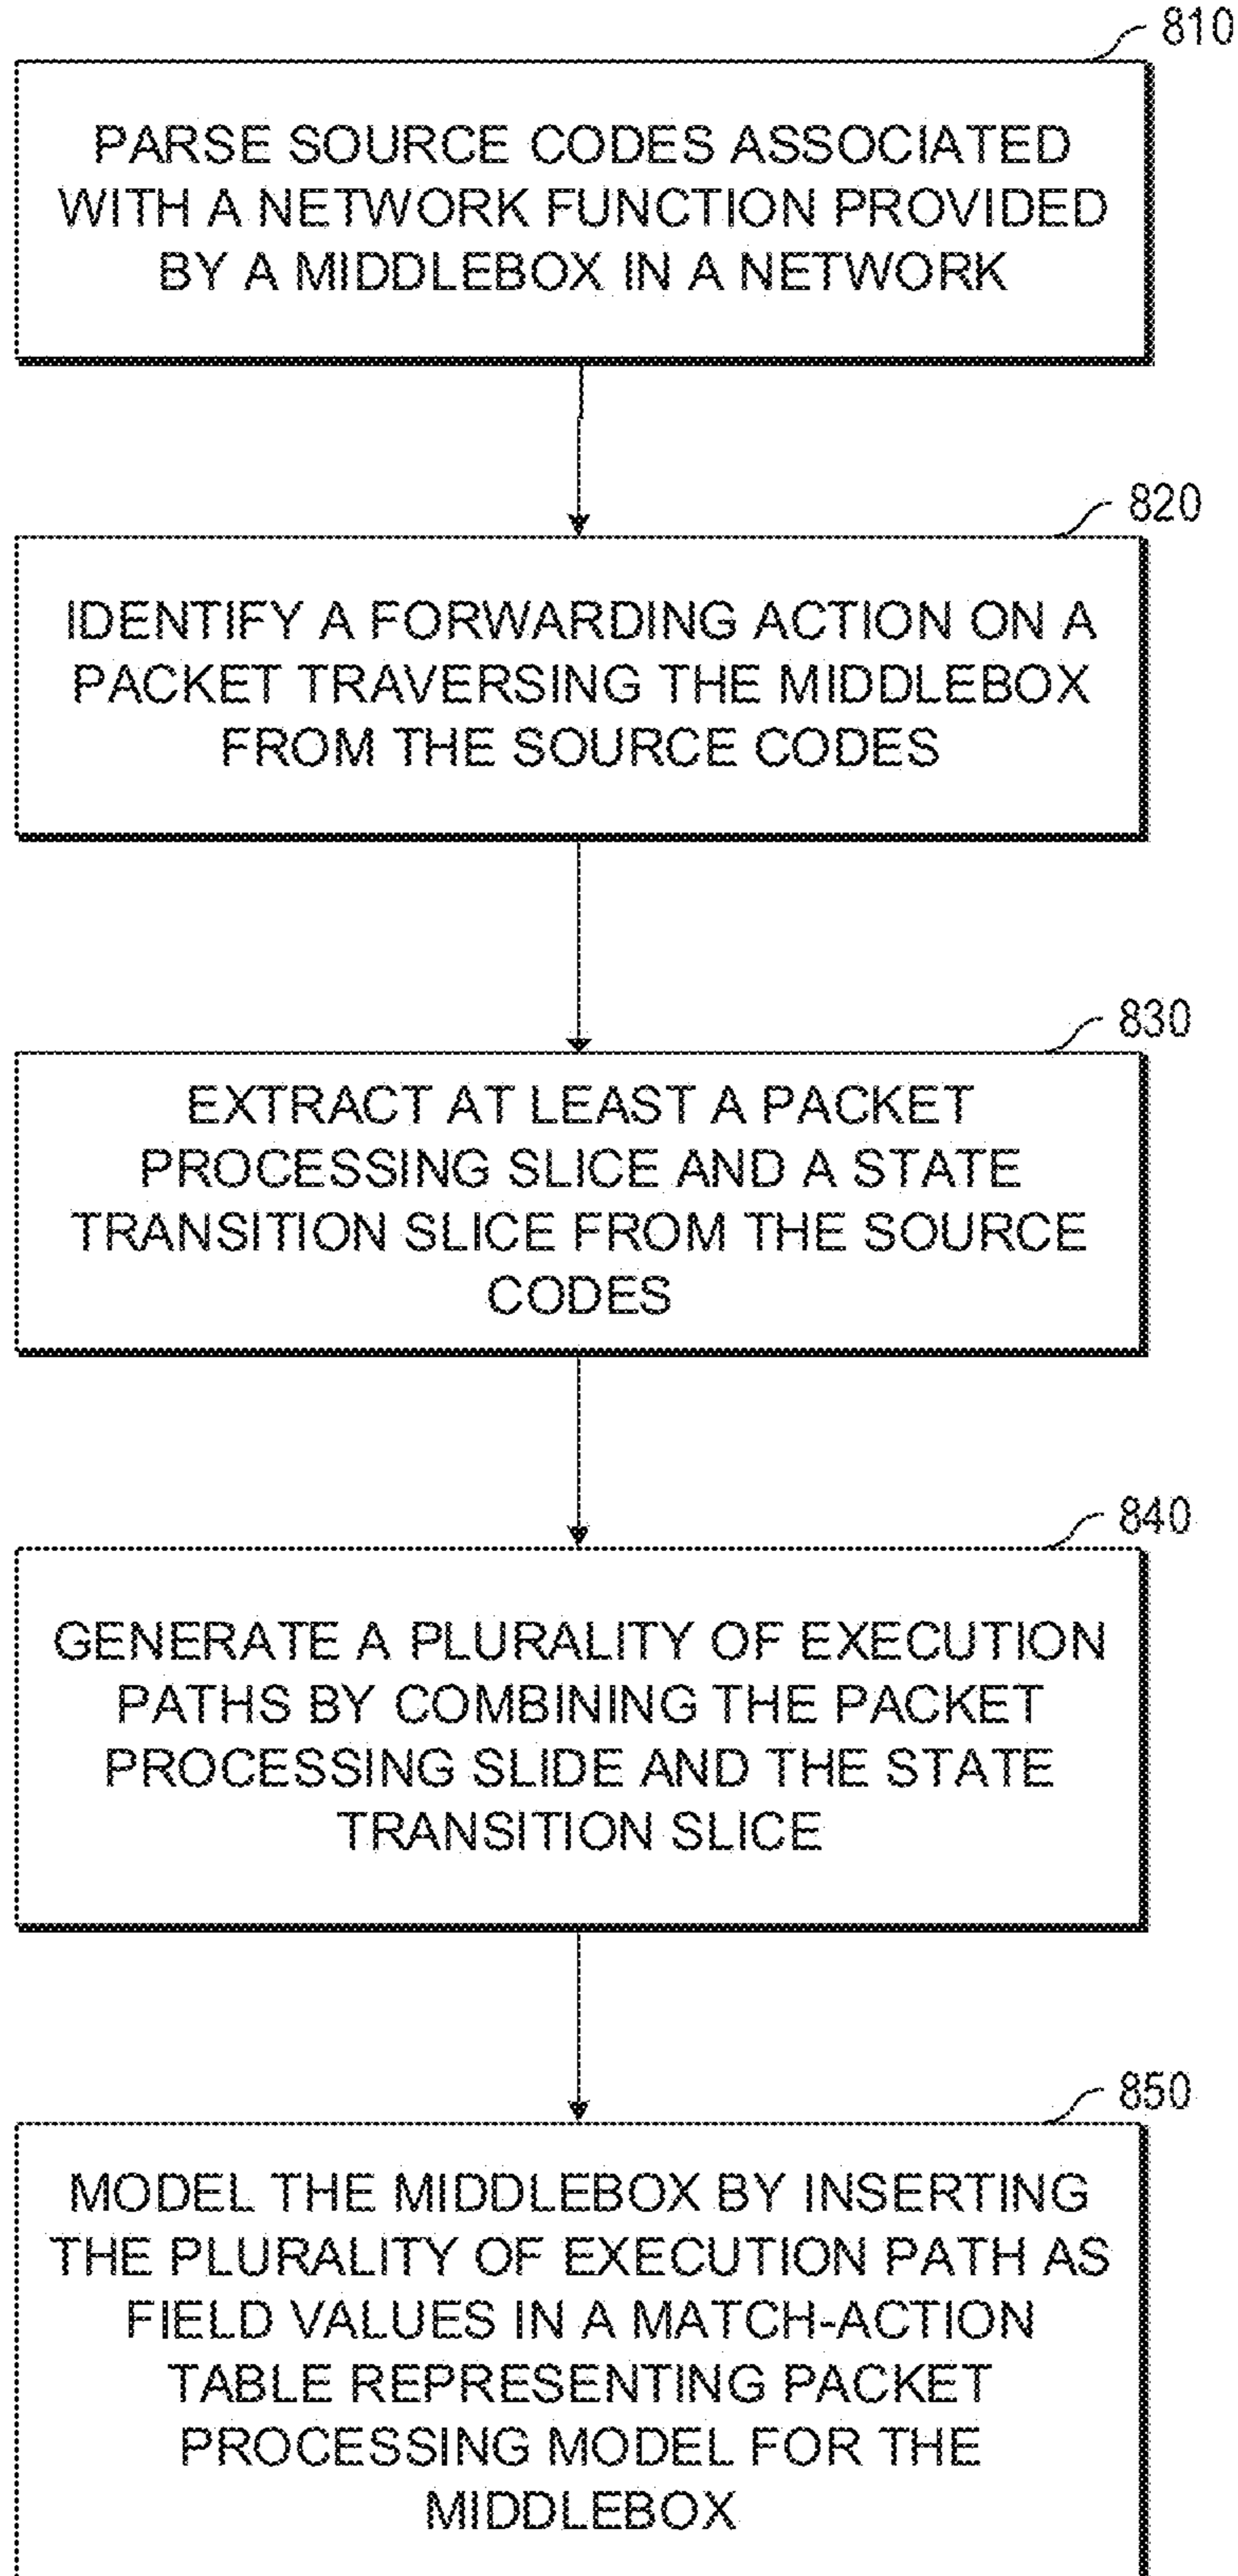 810
PARSE SOURCE CODES ASSOCIATED
WITH A NETWORK FUNCTION PROVIDED
BY A MIDDLEBOX IN A NETWORK
820
IDENTIFY A FORWARDING ACTION ON A
PACKET TRAVERSING THE MIDDLEBOX
FROM THE SOURCE CODES
830
EXTRACT AT LEAST A PACKET
PROCESSING SLICE AND A STATE
TRANSITION SLICE FROM THE SOURCE
CODES
840
GENERATE A PLURALITY OF EXECUTION
PATHS BY COMBINING THE PACKET
PROCESSING SLIDE AND THE STATE
TRANSITION SLICE
850
MODEL THE MIDDLEBOX BY INSERTING
THE PLURALITY OF EXECUTION PATH AS
FIELD VALUES IN A MATCH-ACTION
TABLE REPRESENTING PACKET
PROCESSING MODEL FOR THE
MIDDLEBOX